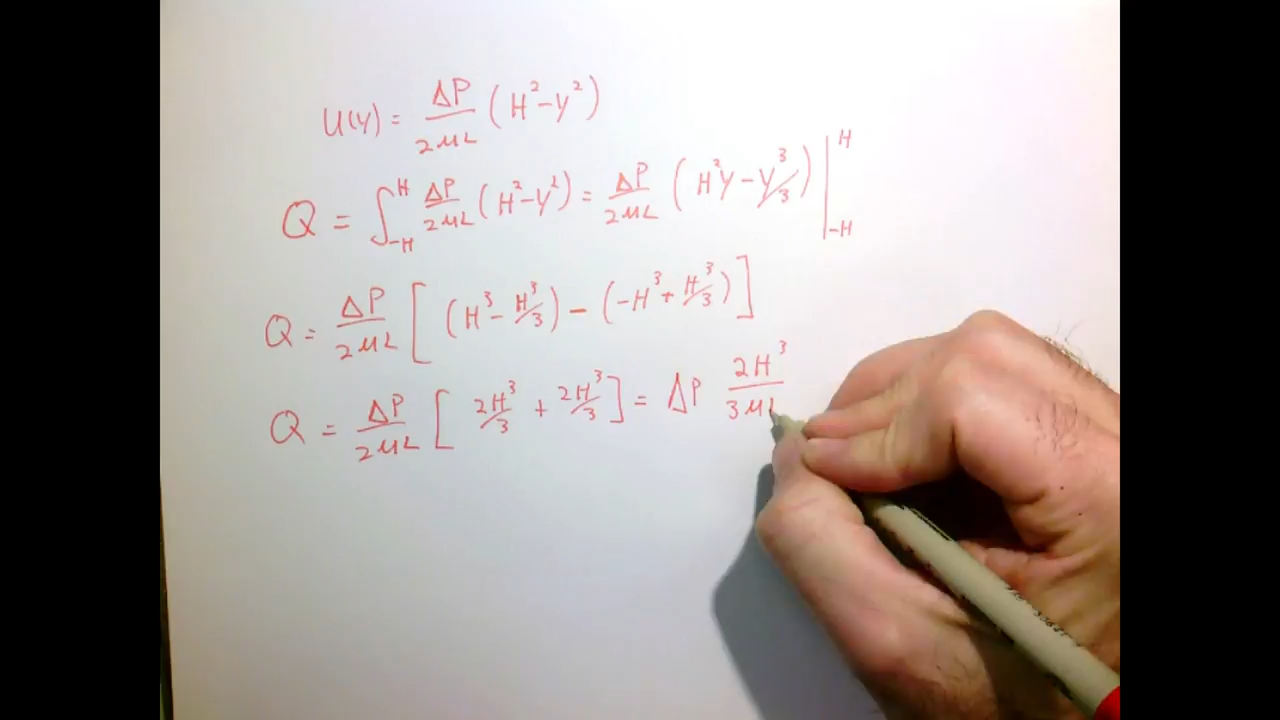 U(y) = ΔP/2μL (H² - y²)
Q = ∫_{-H}^{H} ΔP/2μL (H² - y²) = ΔP/2μL (H²y - y³/3) |_{-H}^{H}
Q = ΔP/2μL [ (H³ - H³/3) - (-H³ + H³/3) ]
Q = ΔP/2μL [ 2H³/3 + 2H³/3 ] = ΔP 2H³/3μL